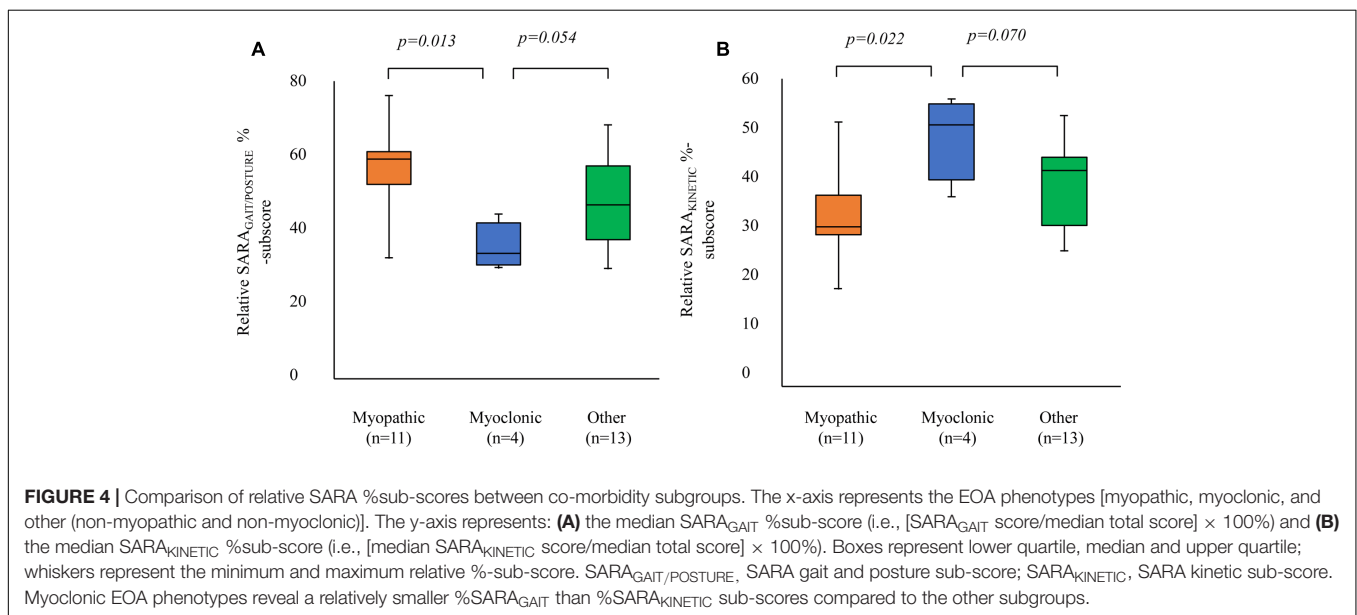 A
p=0.013
p=0.054
Relative SARAGAIT/POSTURE %
-subscore
80
60
40
20
0
Myopathic
(n=11)
Myoclonic
(n=4)
Other
(n=13)
B
p=0.022
p=0.070
Relative SARAKINETIC %-
subscore
60
50
40
30
20
10
0
Myopathic
(n=11)
Myoclonic
(n=4)
Other
(n=13)
FIGURE 4 | Comparison of relative SARA %sub-scores between co-morbidity subgroups. The x-axis represents the EOA phenotypes [myopathic, myoclonic, and
other (non-myopathic and non-myoclonic)]. The y-axis represents: (A) the median SARAGAIT %sub-score (i.e., [SARAGAIT score/median total score] × 100%) and (B)
the median SARAKINETIC %sub-score (i.e., [median SARAKINETIC score/median total score] × 100%). Boxes represent lower quartile, median and upper quartile;
whiskers represent the minimum and maximum relative %-sub-score. SARAGAIT/POSTURE, SARA gait and posture sub-score; SARAKINETIC, SARA kinetic sub-score.
Myoclonic EOA phenotypes reveal a relatively smaller %SARAGAIT than %SARAKINETIC sub-scores compared to the other subgroups.